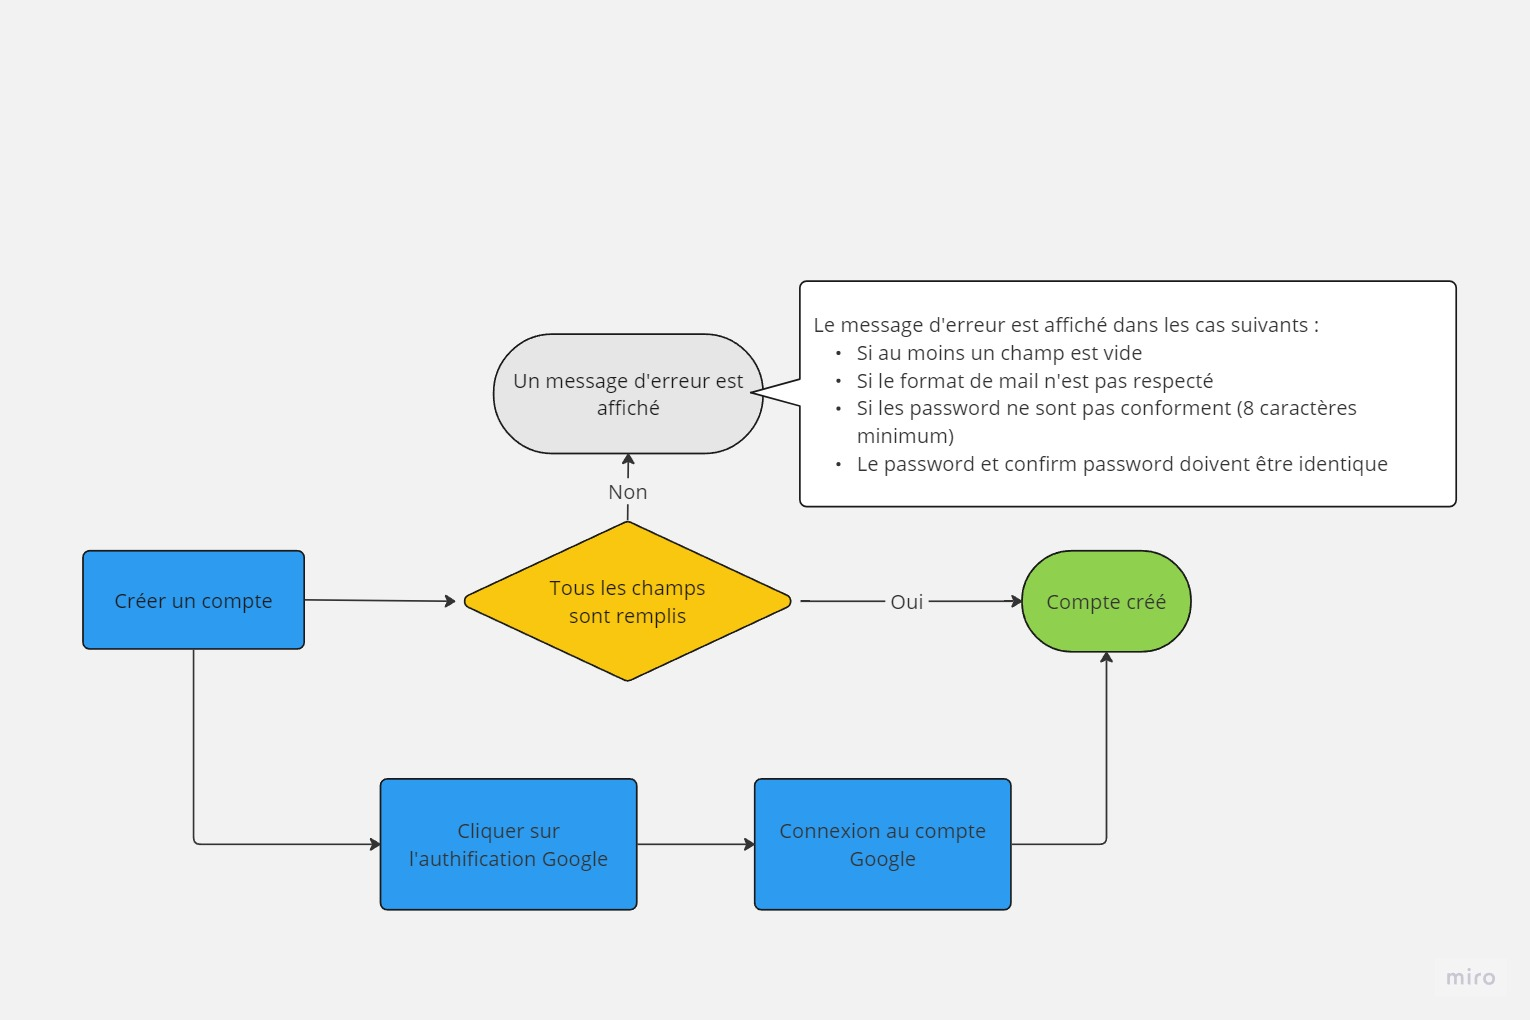 Le message d'erreur est affiché dans les cas suivants :
• Si au moins un champ est vide
• Si le format de mail n'est pas respecté
• Si les password ne sont pas conforment (8 caractères
minimum)
• Le password et confirm password doivent être identique
Un message d'erreur est
affiché
Non
Créer un compte
Tous les champs
sont remplis
Oui
Compte créé
Cliquer sur
l'authification Google
Connexion au compte
Google
miro